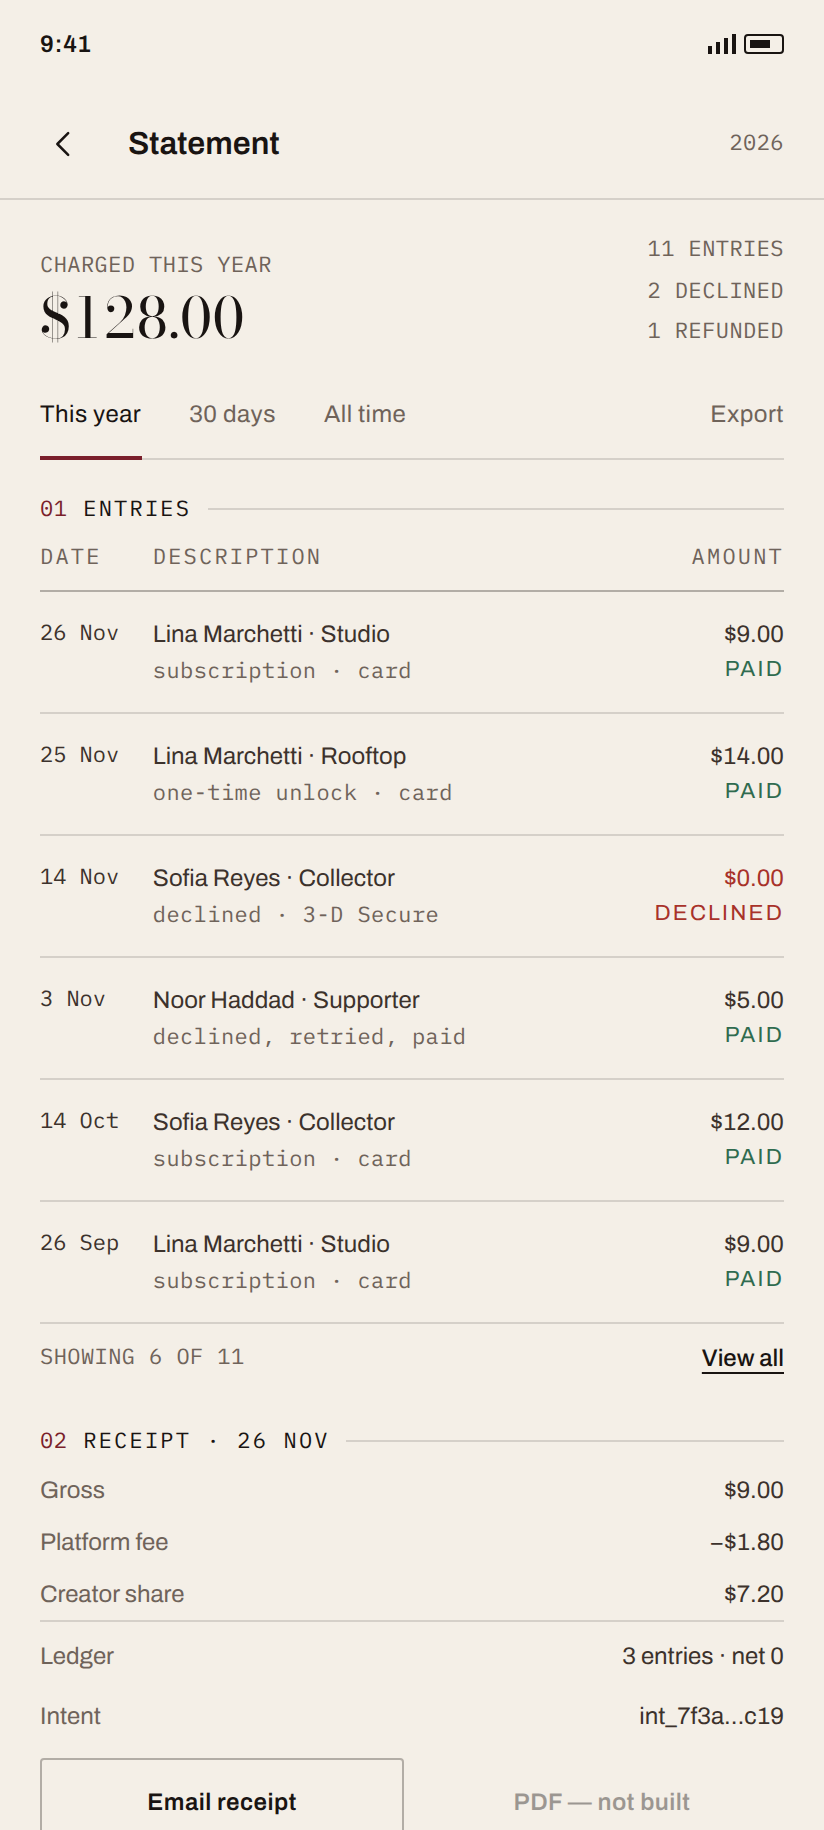 9:41
Statement
2026
CHARGED THIS YEAR
$128.00
11 ENTRIES
2 DECLINED
1 REFUNDED
This year 30 days All time Export
01 ENTRIES
DATE DESCRIPTION AMOUNT
26 Nov Lina Marchetti · Studio $9.00
subscription · card PAID
25 Nov Lina Marchetti · Rooftop $14.00
one-time unlock · card PAID
14 Nov Sofia Reyes · Collector $0.00
declined · 3-D Secure DECLINED
3 Nov Noor Haddad · Supporter $5.00
declined, retried, paid PAID
14 Oct Sofia Reyes · Collector $12.00
subscription · card PAID
26 Sep Lina Marchetti · Studio $9.00
subscription · card PAID
SHOWING 6 OF 11 View all
02 RECEIPT · 26 NOV
Gross $9.00
Platform fee –$1.80
Creator share $7.20
Ledger 3 entries · net 0
Intent int_7f3a...c19
Email receipt PDF — not built